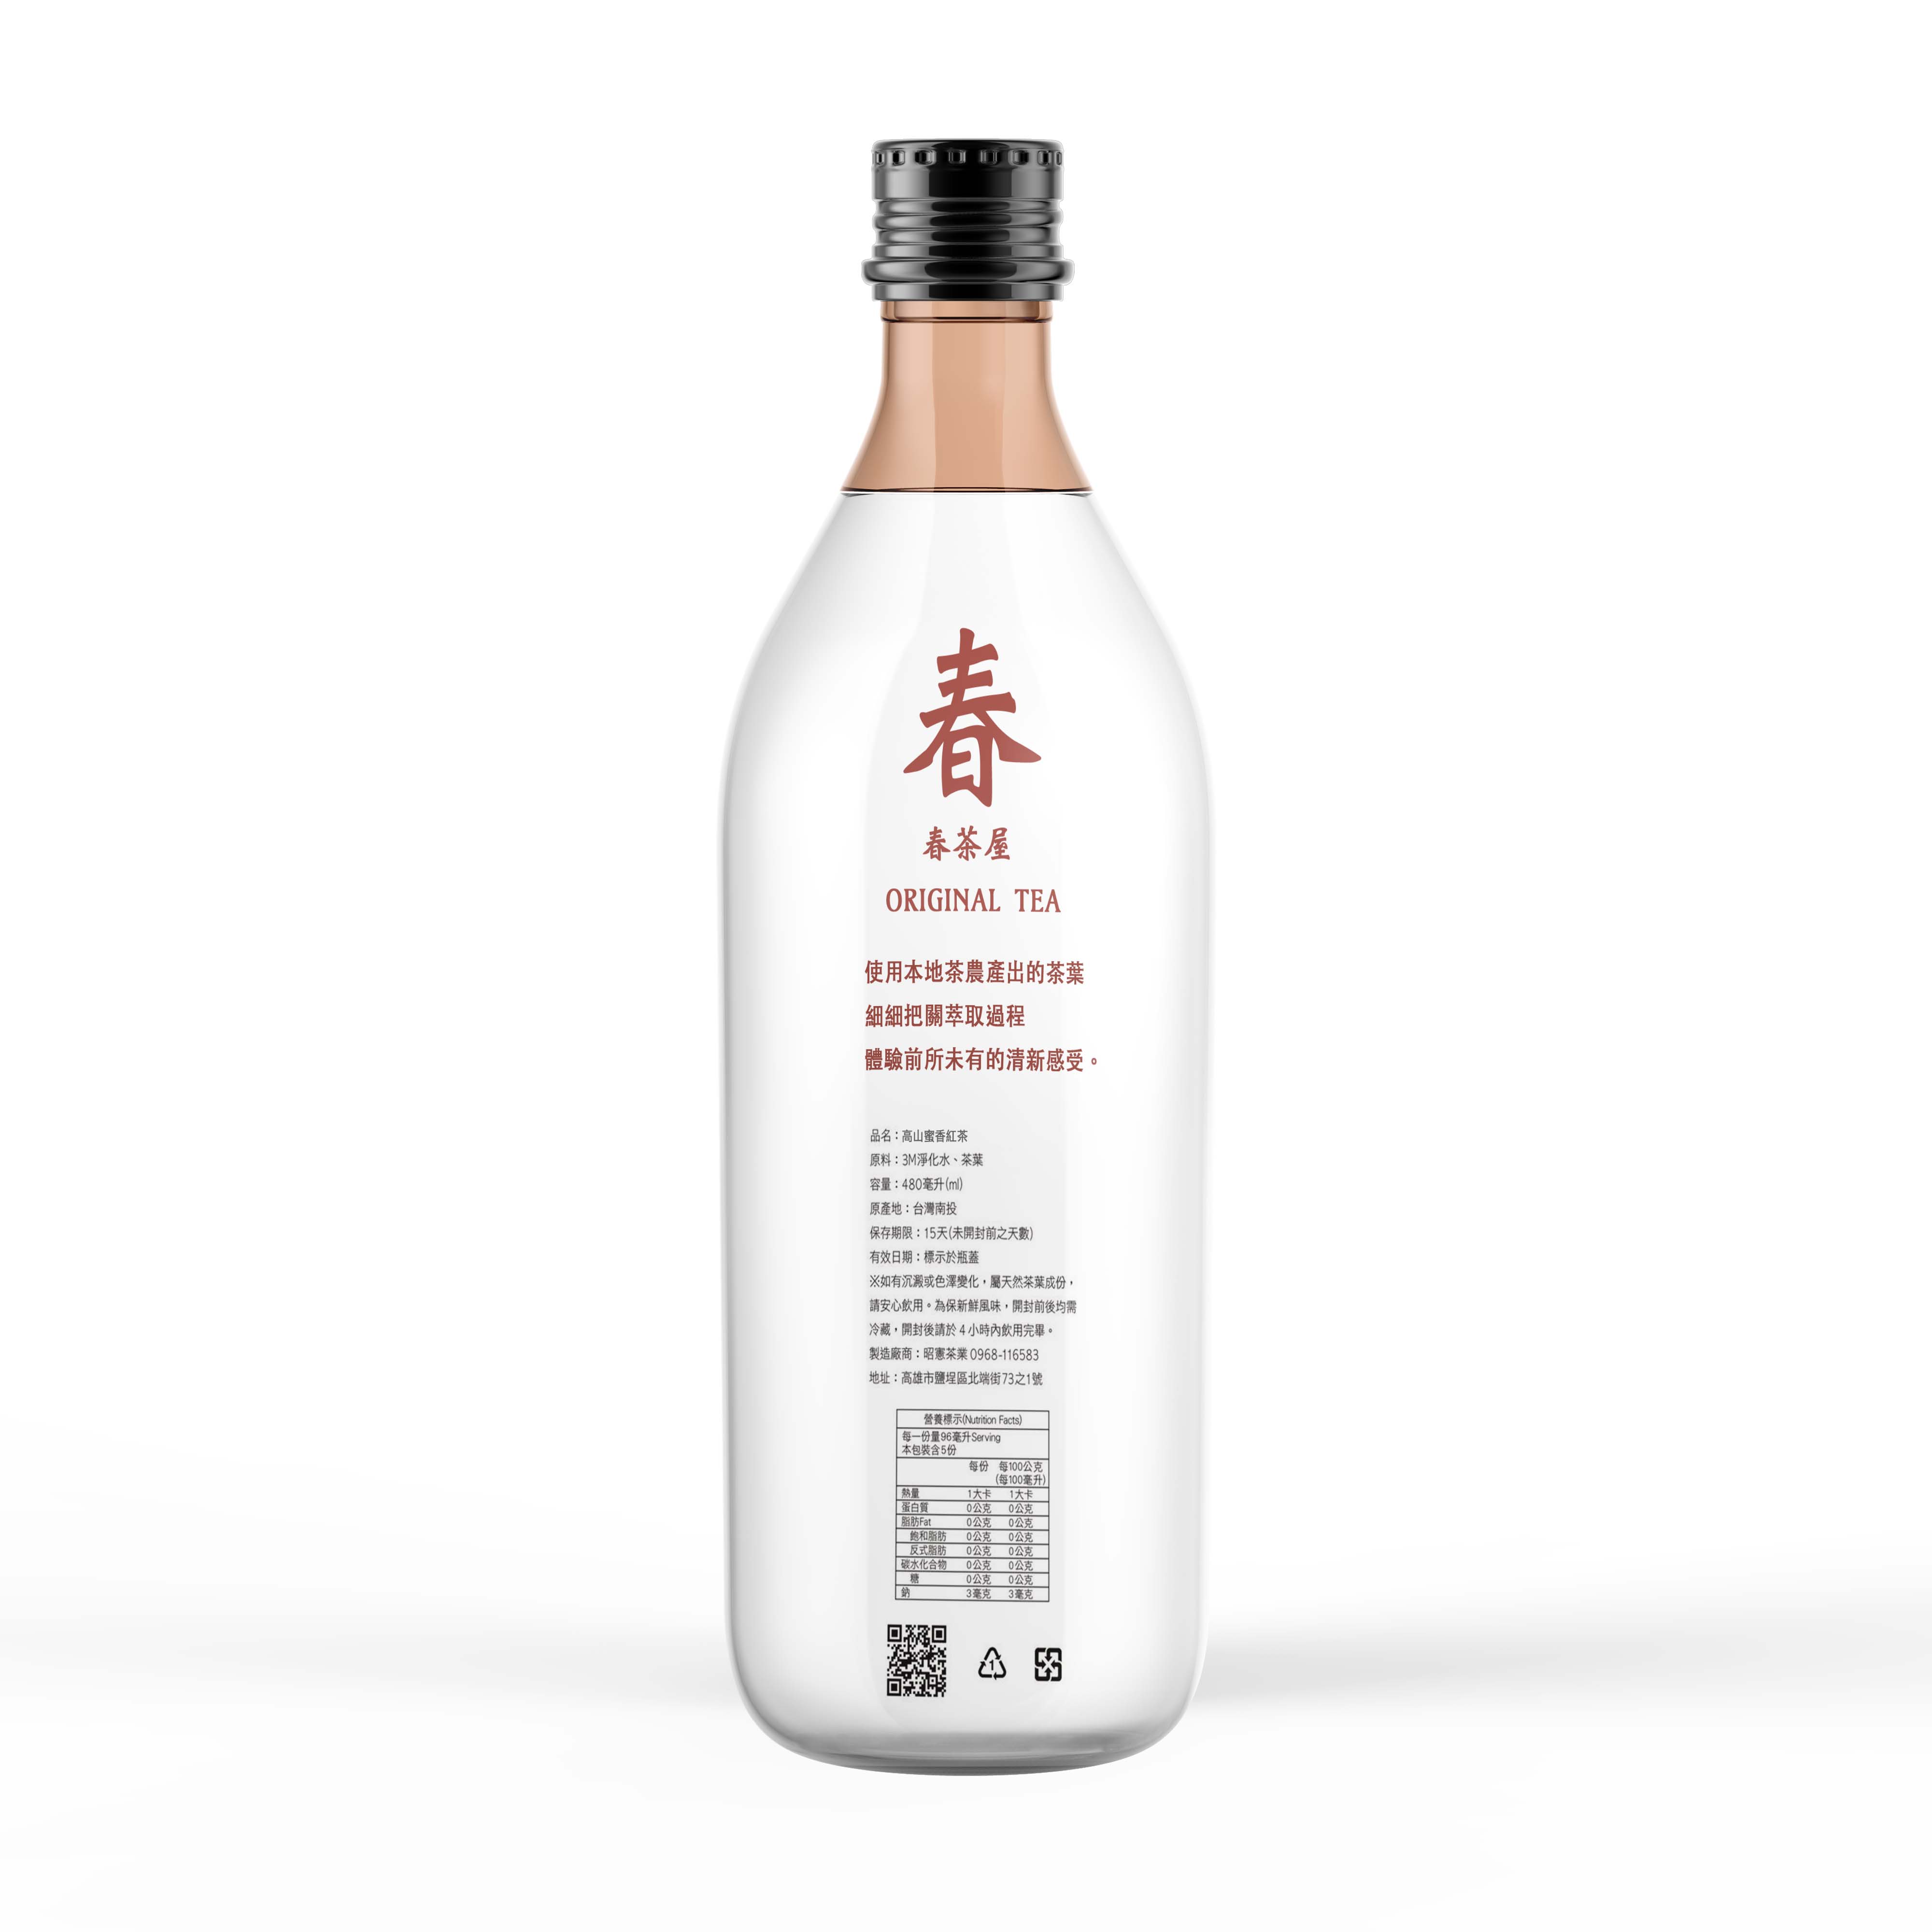 春
春茶屋
ORIGINAL TEA
使用本地茶農產出的茶葉
細細把關萃取過程
體驗前所未有的清新感受。
品名：高山蜜香紅茶
原料：3M淨化水、茶葉
容量：480毫升(ml)
原產地：台灣南投
保存期限：15天(未開封前之天數)
有效日期：標示於瓶蓋
※如有沉澱或色澤變化，屬天然茶葉成份，
請安心飲用。為保新鮮風味，開封前後均需
冷藏，開封後請於 4 小時內飲用完畢。
製造廠商：昭憲茶業 0968-116583
地址：高雄市鹽埕區北端街73之1號
營養標示(Nutrition Facts)
每一份量96毫升Serving
本包裝含5份
每份 每100公克
(每100毫升)
熱量 1大卡 1大卡
蛋白質 0公克 0公克
脂肪Fat 0公克 0公克
飽和脂肪 0公克 0公克
反式脂肪 0公克 0公克
碳水化合物 0公克 0公克
糖 0公克 0公克
鈉 3毫克 3毫克
1